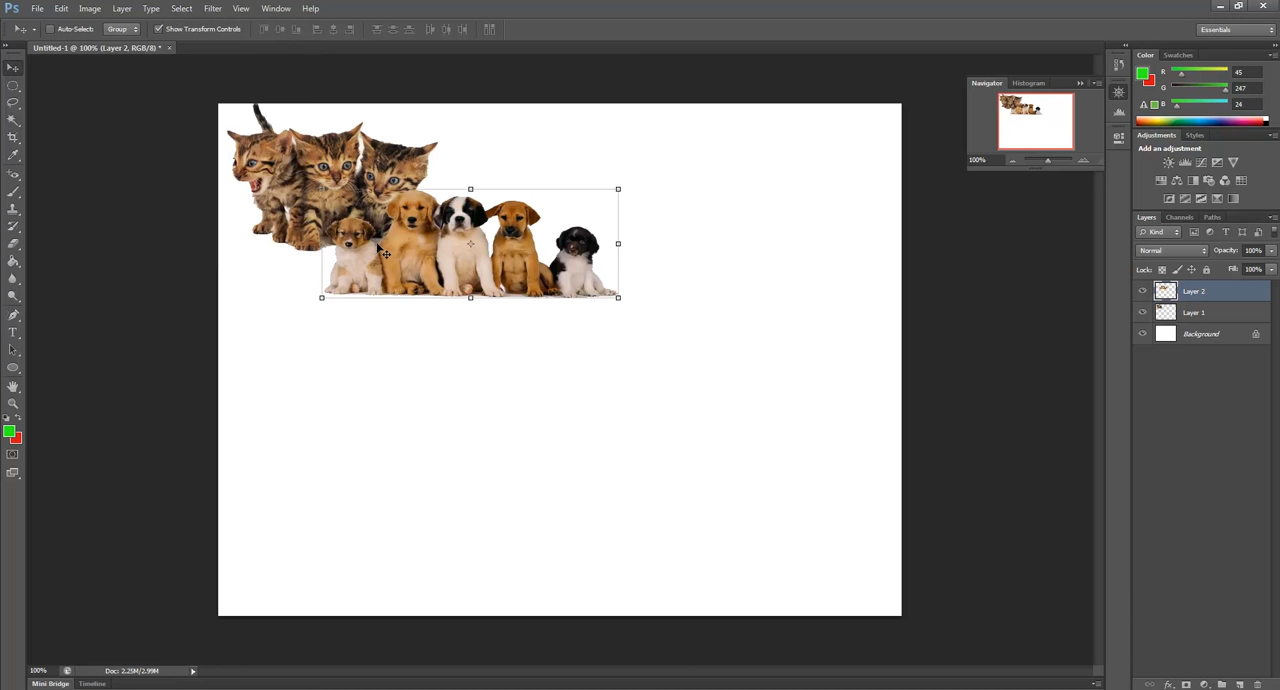 Ps File Edit Image Layer Type Select Filter View Window Help
Auto-Select: Group Show Transform Controls Essentials
Untitled-1 @ 100% (Layer 2, RGB/8) * ×
Color Swatches
R 45
G 247
B 24
Navigator Histogram
100%
Adjustments Styles
Add an adjustment
Layers Channels Paths
Kind
Normal Opacity: 100%
Lock: Fill: 100%
Layer 2
Layer 1
Background
100% Doc: 2.25M/2.99M
Mini Bridge Timeline